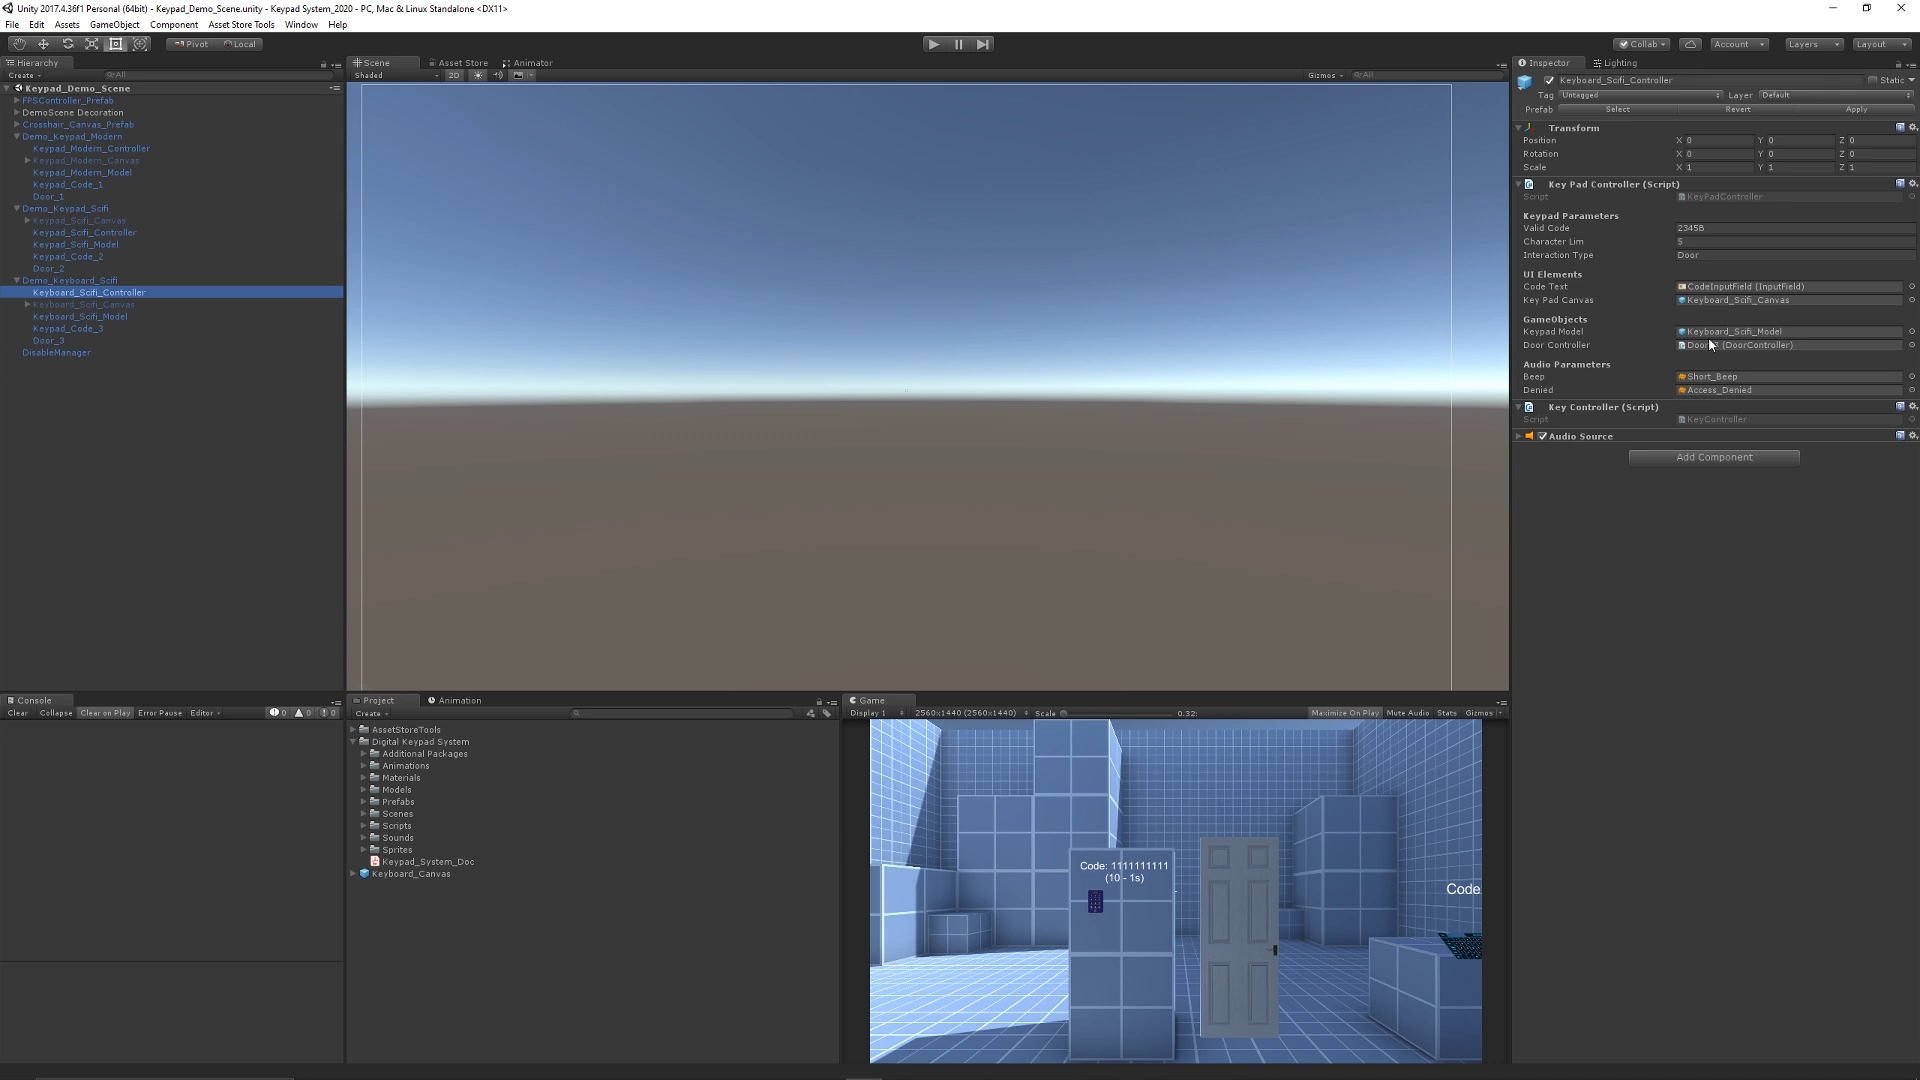 Unity 2017.4.36f1 Personal (64bit) - Keypad_Demo_Scene.unity - Keypad System_2020 - PC, Mac & Linux Standalone <DX11>
File Edit Assets GameObject Component Asset Store Tools Window Help
Pivot Local Collab Account Layers Layout
Hierarchy
Create All
Keypad_Demo_Scene
FPSController_Prefab
DemoScene Decoration
Crosshair_Canvas_Prefab
Demo_Keypad_Modern
Keypad_Modern_Controller
Keypad_Modern_Canvas
Keypad_Modern_Model
Keypad_Code_1
Door_1
Demo_Keypad_Scifi
Keypad_Scifi_Canvas
Keypad_Scifi_Controller
Keypad_Scifi_Model
Keypad_Code_2
Door_2
Demo_Keyboard_Scifi
Keyboard_Scifi_Controller
Keyboard_Scifi_Canvas
Keyboard_Scifi_Model
Keypad_Code_3
Door_3
DisableManager
Scene Asset Store Animator
Shaded 2D Gizmos All
Inspector Lighting
Keyboard_Scifi_Controller Static
Tag Untagged Layer Default
Prefab Select Revert Apply
Transform
Position X 0 Y 0 Z 0
Rotation X 0 Y 0 Z 0
Scale X 1 Y 1 Z 1
Key Pad Controller (Script)
Script KeyPadController
Keypad Parameters
Valid Code 2345B
Character Lim 5
Interaction Type Door
UI Elements
Code Text CodeInputField (InputField)
Key Pad Canvas Keyboard_Scifi_Canvas
GameObjects
Keypad Model Keyboard_Scifi_Model
Door Controller (DoorController)
Audio Parameters
Beep Short_Beep
Denied Access_Denied
Key Controller (Script)
Script KeyController
Audio Source
Add Component
Console
Clear Collapse Clear on Play Error Pause Editor 0 0 0
Project Animation
Create
AssetStoreTools
Digital Keypad System
Additional Packages
Animations
Materials
Models
Prefabs
Scenes
Scripts
Sounds
Sprites
Keypad_System_Doc
Keyboard_Canvas
Game
Display 1 2560x1440 (2560x1440) Scale 0.32: Maximize On Play Mute Audio Stats Gizmos
Code: 1111111111
(10 - 1s)
Code